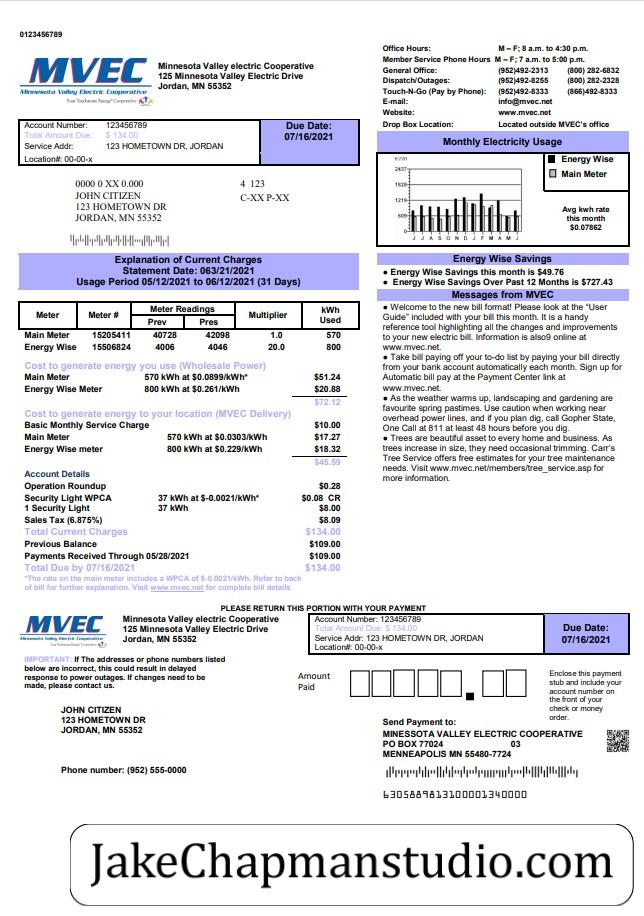 0123456789
MVEC
Minnesota Valley Electric Cooperative
Your Touchstone Energy® Cooperative
Minnesota Valley electric Cooperative
125 Minnesota Valley Electric Drive
Jordan, MN 55352
Office Hours: M – F; 8 a.m. to 4:30 p.m.
Member Service Phone Hours M – F; 7 a.m. to 5:00 p.m.
General Office: (952)492-2313 (800) 282-6832
Dispatch/Outages: (952)492-8255 (800) 282-2328
Touch-N-Go (Pay by Phone): (952)492-8333 (866)492-8333
E-mail: info@mvec.net
Website: www.mvec.net
Drop Box Location: Located outside MVEC's office
Account Number: 123456789
Total Amount Due: $ 134.00
Service Addr: 123 HOMETOWN DR, JORDAN
Location#: 00-00-x
Due Date:
07/16/2021
0000 0 XX 0.000 4 123
JOHN CITIZEN C-XX P-XX
123 HOMETOWN DR
JORDAN, MN 55352
Monthly Electricity Usage
KWH
2437
1828
1219
609
0
J J A S O N D J F M A M J
Energy Wise
Main Meter
Avg kwh rate
this month
$0.07862
Explanation of Current Charges
Statement Date: 063/21/2021
Usage Period 05/12/2021 to 06/12/2021 (31 Days)
Meter Meter # Meter Readings Multiplier kWh
Prev Pres Used
Main Meter 15205411 40728 42098 1.0 570
Energy Wise 15506824 4006 4046 20.0 800
Cost to generate energy you use (Wholesale Power)
Main Meter 570 kWh at $0.0899/kWh* $51.24
Energy Wise Meter 800 kWh at $0.261/kWh $20.88
$72.12
Cost to generate energy to your location (MVEC Delivery)
Basic Monthly Service Charge $10.00
Main Meter 570 kWh at $0.0303/kWh $17.27
Energy Wise meter 800 kWh at $0.229/kWh $18.32
$45.59
Account Details
Operation Roundup $0.28
Security Light WPCA 37 kWh at $-0.0021/kWh* $0.08 CR
1 Security Light 37 kWh $8.00
Sales Tax (6.875%) $8.09
Total Current Charges $134.00
Previous Balance $109.00
Payments Received Through 05/28/2021 $109.00
Total Due by 07/16/2021 $134.00
*The rate on the main meter includes a WPCA of $-0.0021/kWh. Refer to back
of bill for further explanation. Visit www.mvec.net for complete bill details
Energy Wise Savings
● Energy Wise Savings this month is $49.76
● Energy Wise Savings Over Past 12 Months is $727.43
Messages from MVEC
● Welcome to the new bill format! Please look at the "User
Guide" included with your bill this month. It is a handy
reference tool highlighting all the changes and improvements
to your new electric bill. Information is also9 online at
www.mvec.net.
● Take bill paying off your to-do list by paying your bill directly
from your bank account automatically each month. Sign up for
Automatic bill pay at the Payment Center link at
www.mvec.net.
● As the weather warms up, landscaping and gardening are
favourite spring pastimes. Use caution when working near
overhead power lines, and if you plan dig, call Gopher State,
One Call at 811 at least 48 hours before you dig.
● Trees are beautiful asset to every home and business. As
trees increase in size, they need occasional trimming. Carr's
Tree Service offers free estimates for your tree maintenance
needs. Visit www.mvec.net/members/tree_service.asp for
more information.
PLEASE RETURN THIS PORTION WITH YOUR PAYMENT
MVEC
Minnesota Valley Electric Cooperative
Your Touchstone Energy® Cooperative
Minnesota Valley electric Cooperative
125 Minnesota Valley Electric Drive
Jordan, MN 55352
Account Number: 123456789
Total Amount Due: $ 134.00
Service Addr: 123 HOMETOWN DR, JORDAN
Location#: 00-00-x
Due Date:
07/16/2021
IMPORTANT: If The addresses or phone numbers listed
below are incorrect, this could result in delayed
response to power outages. If changes need to be
made, please contact us.
Amount
Paid
Enclose this payment
stub and include your
account number on
the front of your
check or money
order.
JOHN CITIZEN
123 HOMETOWN DR
JORDAN, MN 55352
Phone number: (952) 555-0000
Send Payment to:
MINESSOTA VALLEY ELECTRIC COOPERATIVE
PO BOX 77024 03
MENNEAPOLIS MN 55480-7724
630588981310000134000​0
JakeChapmanstudio.com